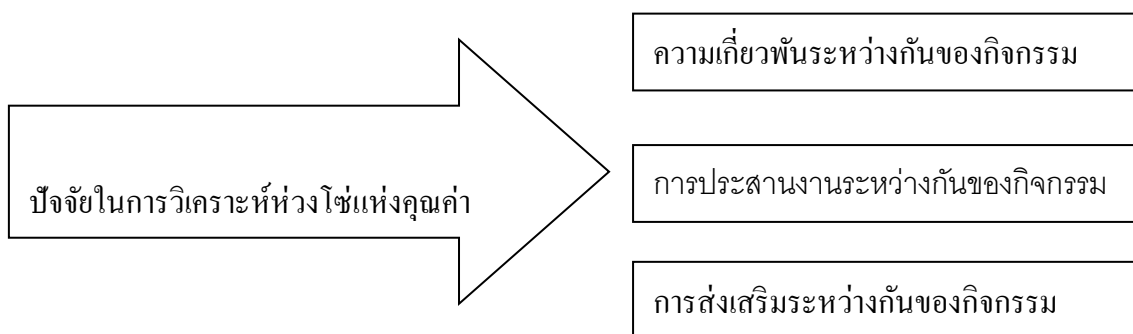 ปัจจัยในการวิเคราะห์ห่วงโซ่แห่งคุณค่า
ความเกี่ยวพันระหว่างกันของกิจกรรม
การประสานงานระหว่างกันของกิจกรรม
การส่งเสริมระหว่างกันของกิจกรรม